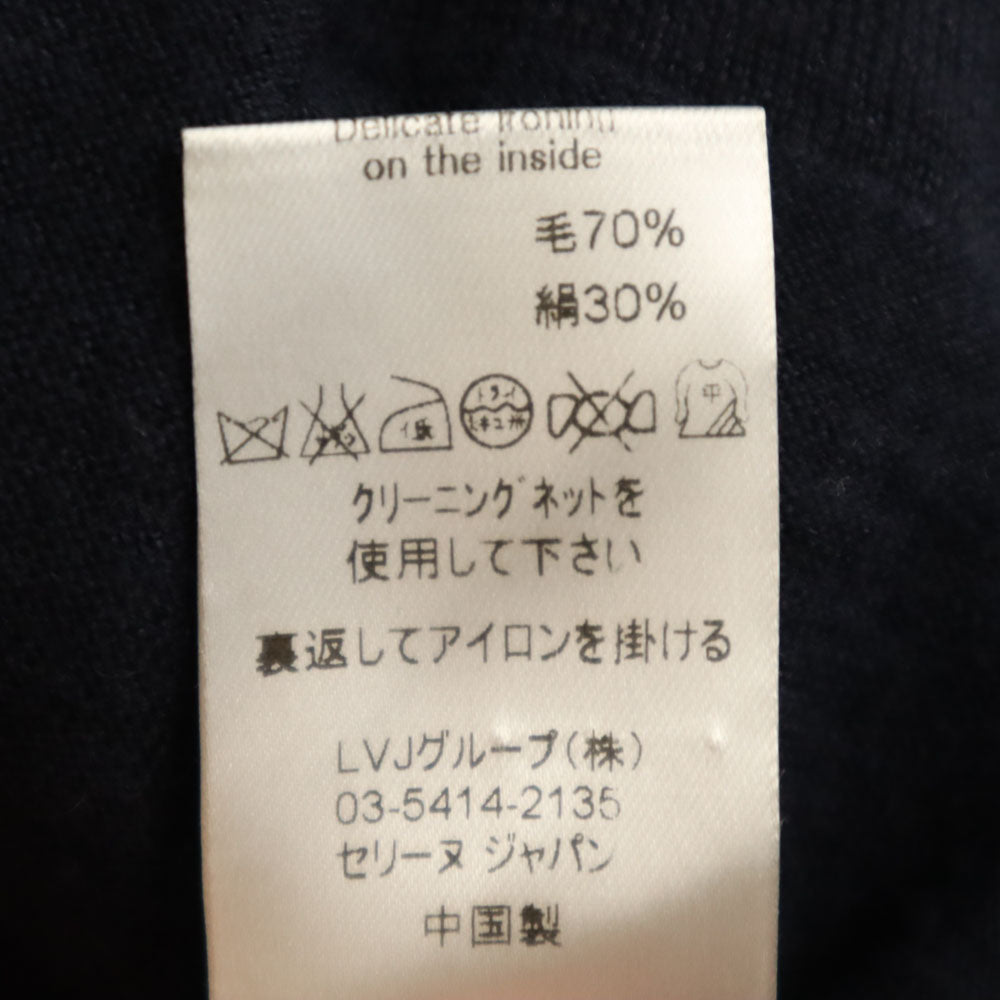 Delicate Ironing
on the inside
毛70%
絹30%
平
クリーニングネットを
使用して下さい
裏返してアイロンを掛ける
LVJグループ(株)
03-5414-2135
セリーヌ ジャパン
中国製